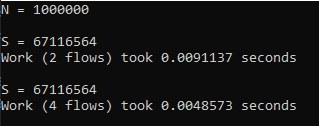 N = 1000000
S = 67116564
Work (2 flows) took 0.0091137 seconds
S = 67116564
Work (4 flows) took 0.0048573 seconds